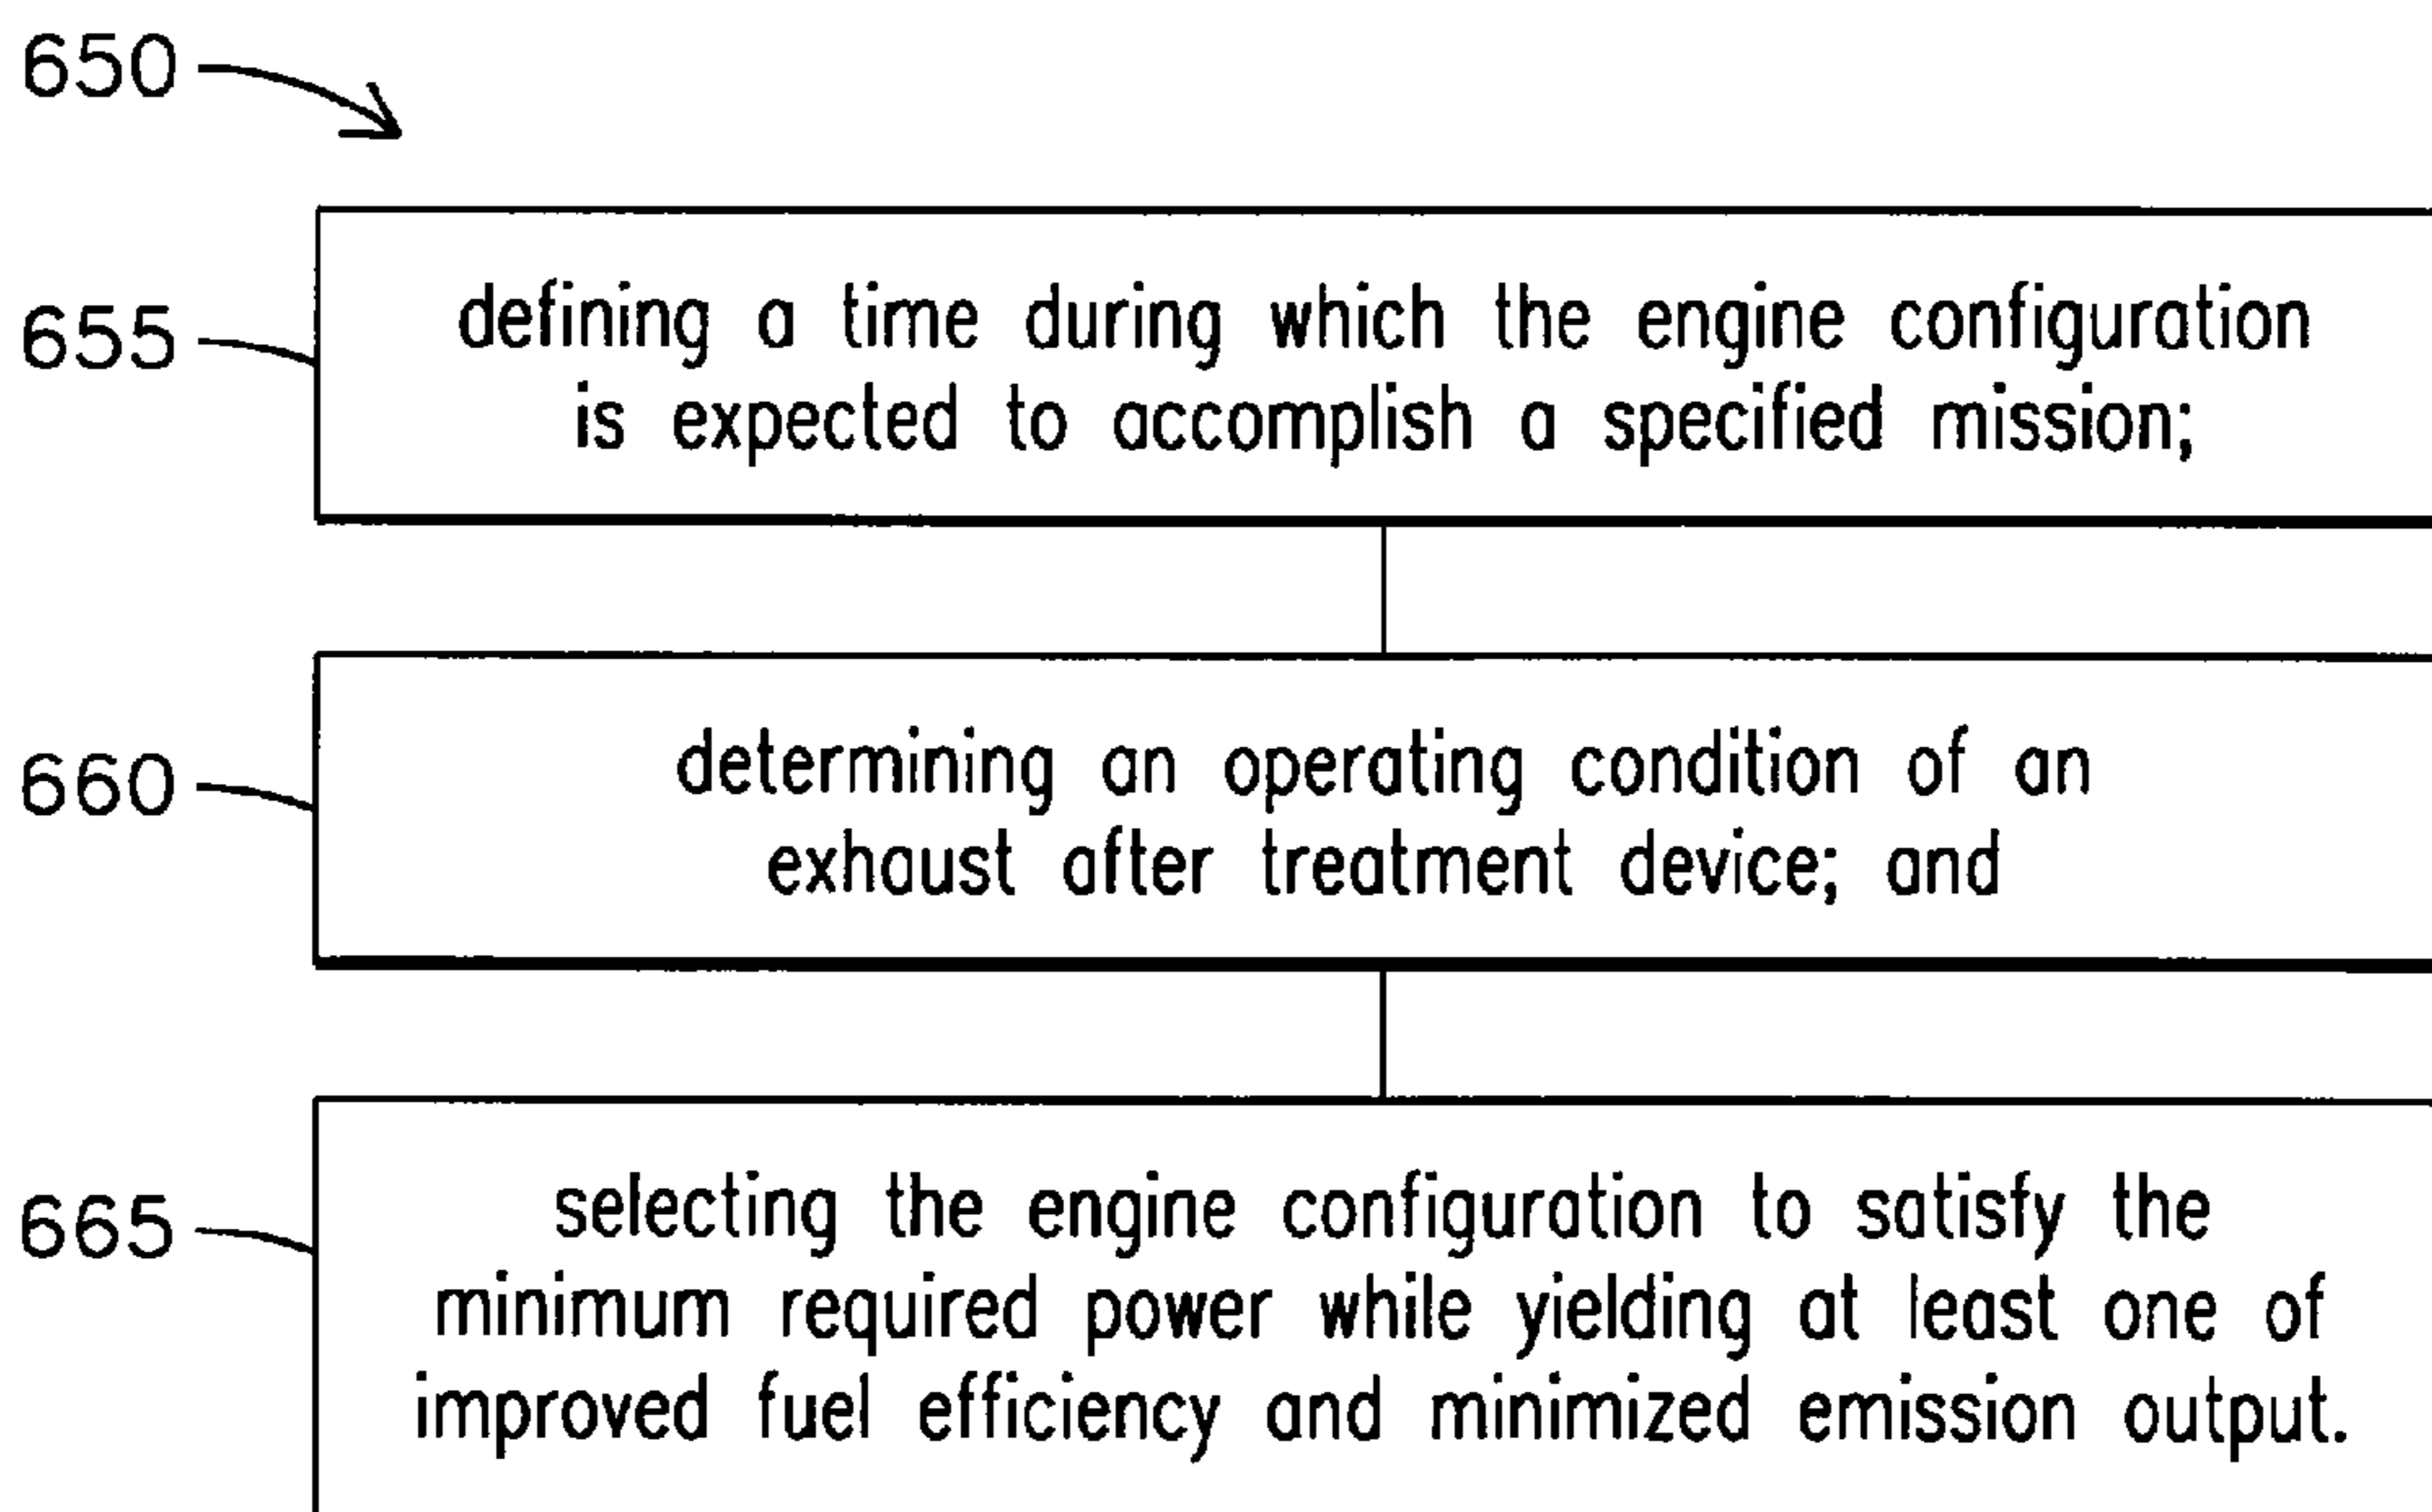 650
655
defining a time during which the engine configuration
is expected to accomplish a specified mission;
660
determining an operating condition of an
exhaust after treatment device; and
665
selecting the engine configuration to satisfy the
minimum required power while yielding at least one of
improved fuel efficiency and minimized emission output.